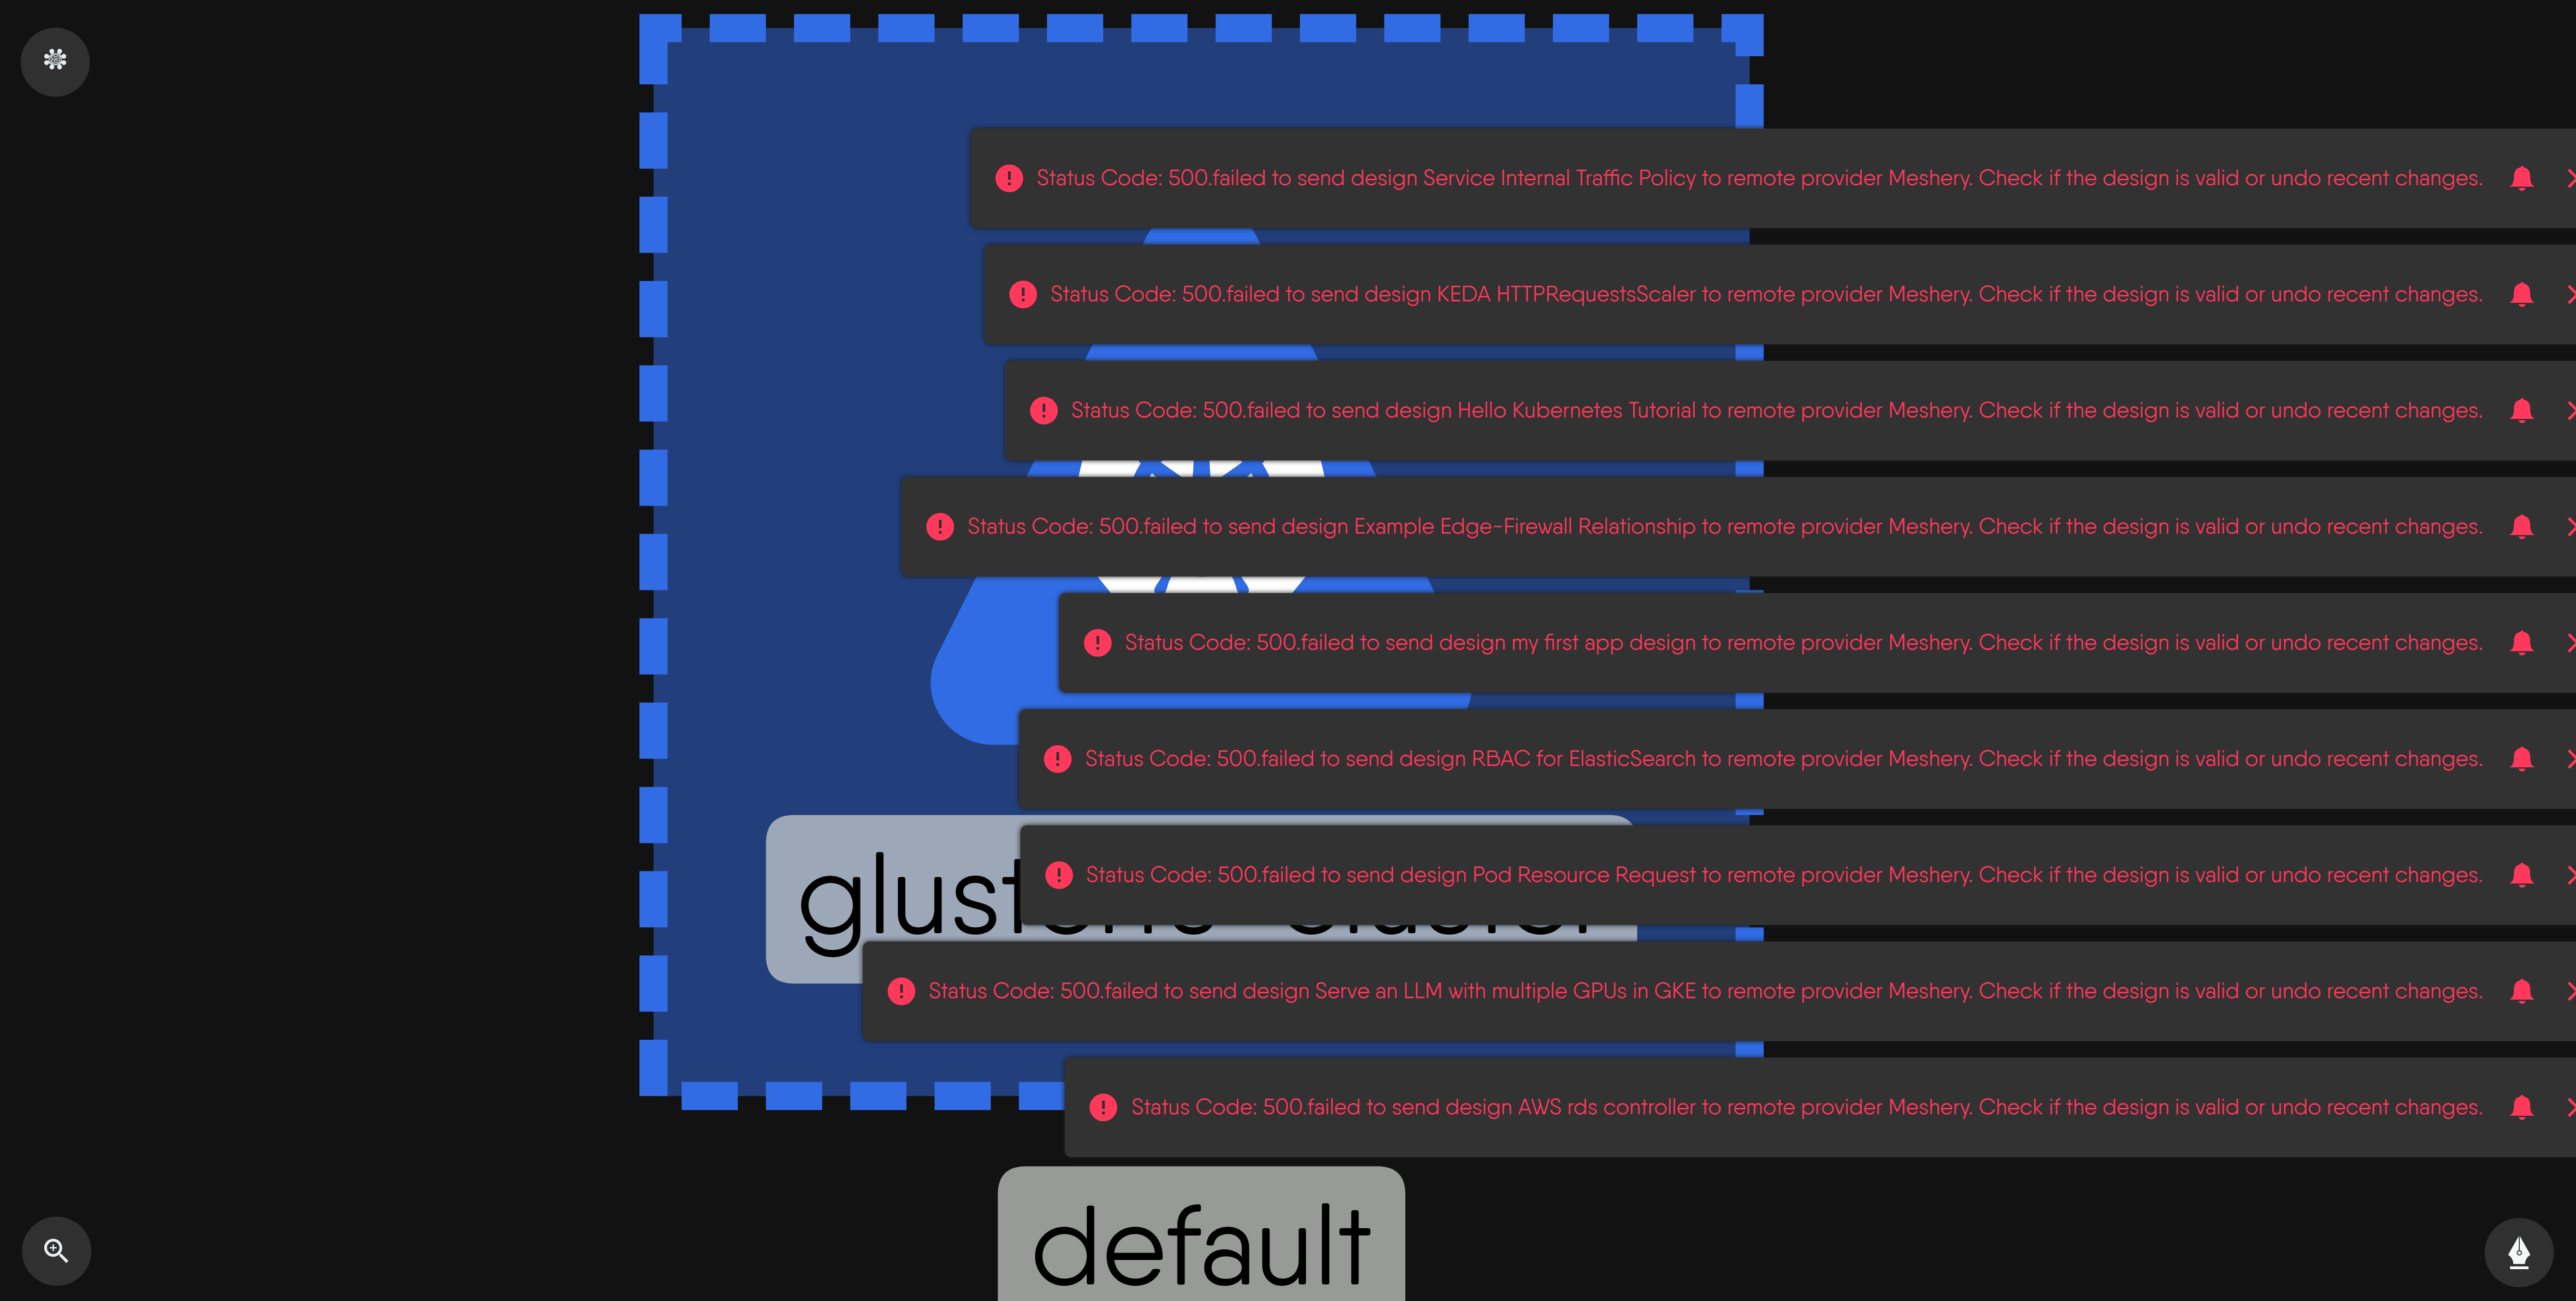 Status Code: 500.failed to send design Service Internal Traffic Policy to remote provider Meshery. Check if the design is valid or undo recent changes.
Status Code: 500.failed to send design KEDA HTTPRequestsScaler to remote provider Meshery. Check if the design is valid or undo recent changes.
Status Code: 500.failed to send design Hello Kubernetes Tutorial to remote provider Meshery. Check if the design is valid or undo recent changes.
Status Code: 500.failed to send design Example Edge-Firewall Relationship to remote provider Meshery. Check if the design is valid or undo recent changes.
Status Code: 500.failed to send design my first app design to remote provider Meshery. Check if the design is valid or undo recent changes.
Status Code: 500.failed to send design RBAC for ElasticSearch to remote provider Meshery. Check if the design is valid or undo recent changes.
Status Code: 500.failed to send design Pod Resource Request to remote provider Meshery. Check if the design is valid or undo recent changes.
Status Code: 500.failed to send design Serve an LLM with multiple GPUs in GKE to remote provider Meshery. Check if the design is valid or undo recent changes.
Status Code: 500.failed to send design AWS rds controller to remote provider Meshery. Check if the design is valid or undo recent changes.
default